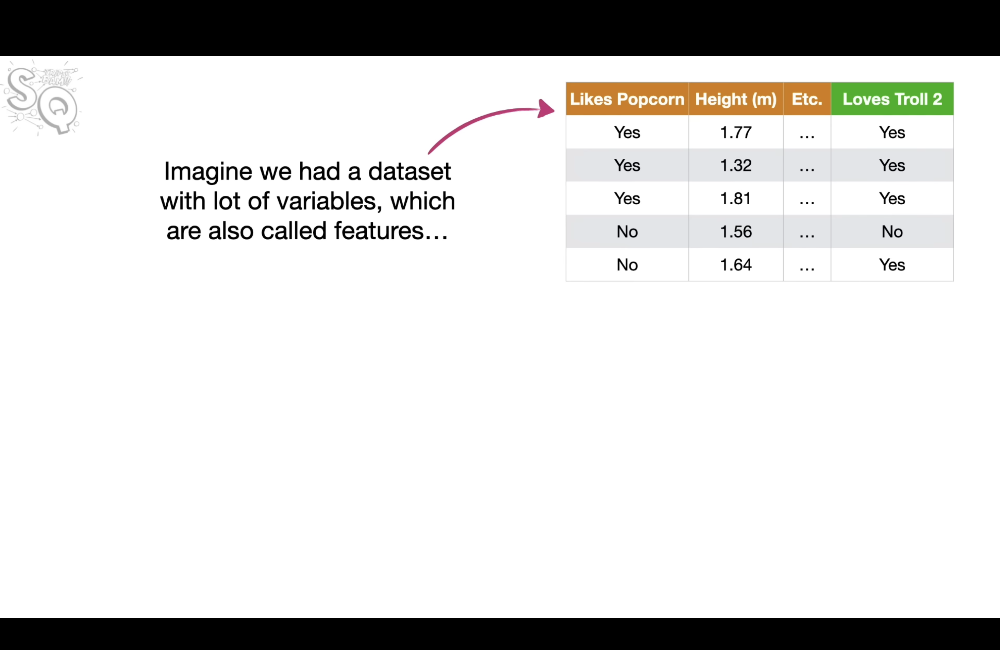 SQ
TRIPLE
BAM!!!
Imagine we had a dataset
with lot of variables, which
are also called features...
Likes Popcorn Height (m) Etc. Loves Troll 2
Yes 1.77 ... Yes
Yes 1.32 ... Yes
Yes 1.81 ... Yes
No 1.56 ... No
No 1.64 ... Yes